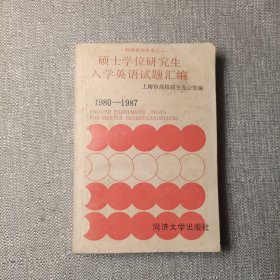 硕士学位研究生
入学英语试题汇编
上海市高校招生办公室编
1980—1987
ENGLISH ENROLMENT TESTS
FOR MASTER DEGREE CANDIDATES
同济大学出版社